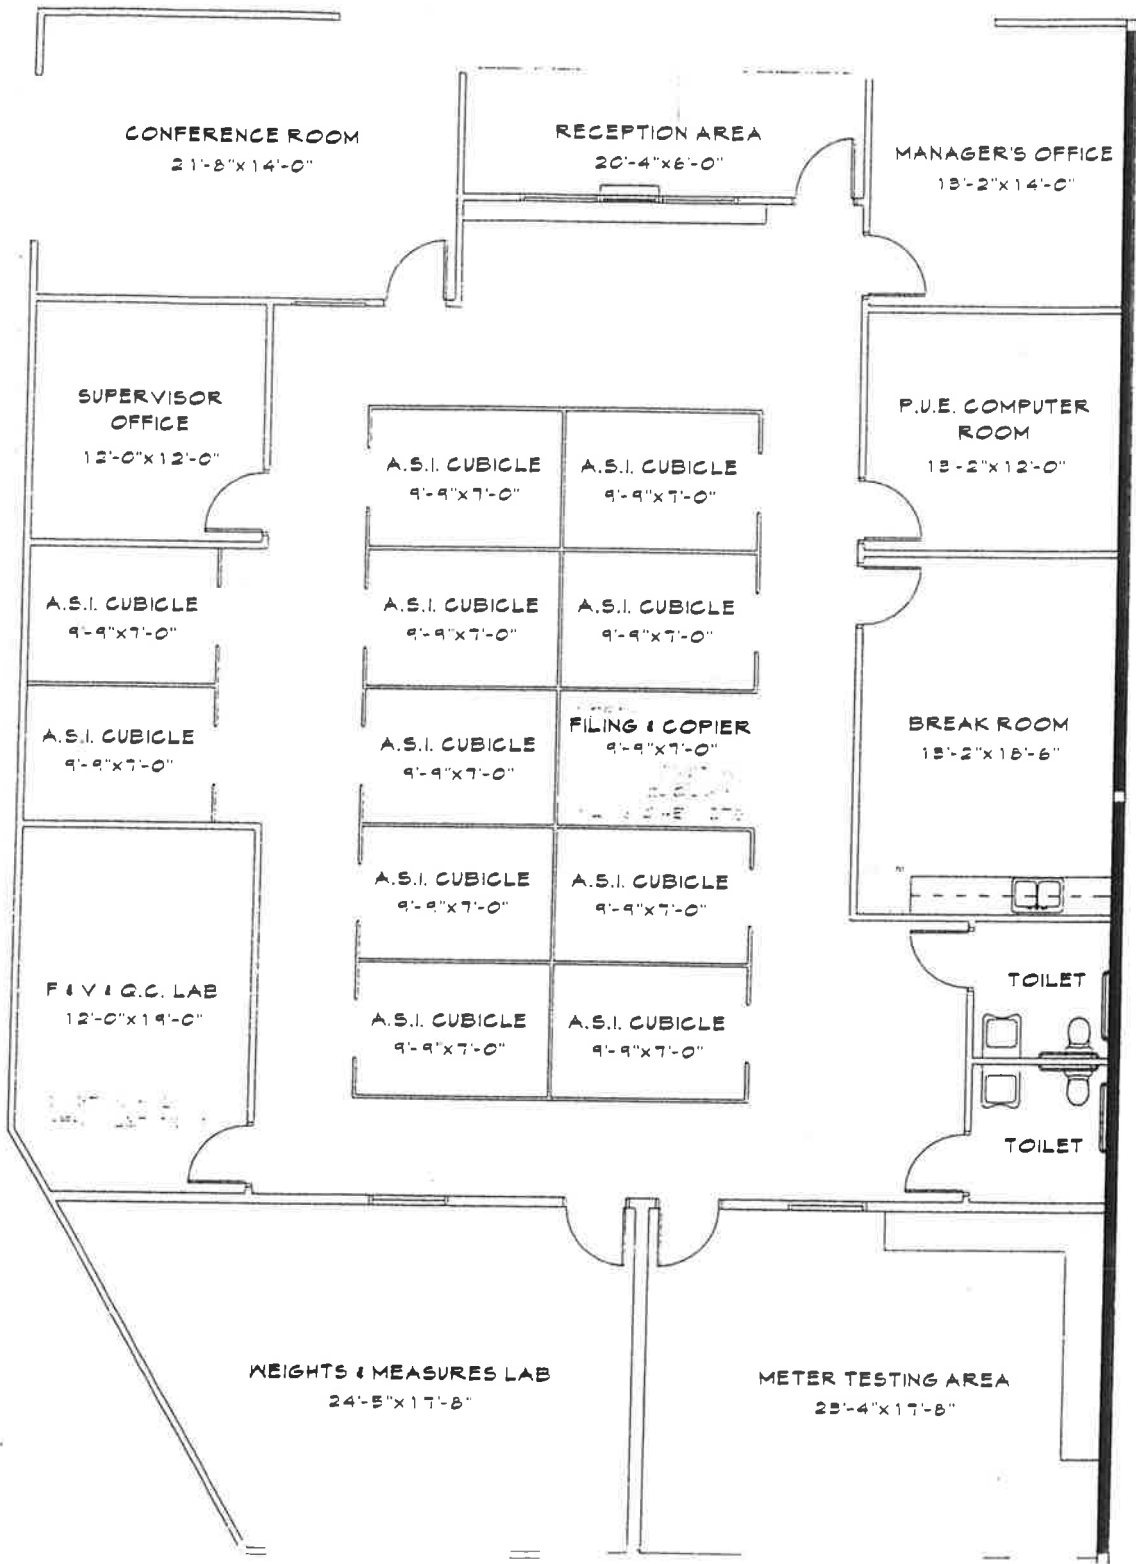 CONFERENCE ROOM
21'-8"x14'-0"
RECEPTION AREA
20'-4"x6'-0"
MANAGER'S OFFICE
13'-2"x14'-0"
SUPERVISOR
OFFICE
12'-0"x12'-0"
P.U.E. COMPUTER
ROOM
13'-2"x12'-0"
A.S.I. CUBICLE
9'-9"x7'-0"
A.S.I. CUBICLE
9'-9"x7'-0"
A.S.I. CUBICLE
9'-9"x7'-0"
A.S.I. CUBICLE
9'-9"x7'-0"
A.S.I. CUBICLE
9'-9"x7'-0"
A.S.I. CUBICLE
9'-9"x7'-0"
A.S.I. CUBICLE
9'-9"x7'-0"
FILING & COPIER
9'-9"x7'-0"
BREAK ROOM
13'-2"x18'-6"
A.S.I. CUBICLE
9'-9"x7'-0"
A.S.I. CUBICLE
9'-9"x7'-0"
F & V & Q.C. LAB
12'-0"x19'-0"
A.S.I. CUBICLE
9'-9"x7'-0"
A.S.I. CUBICLE
9'-9"x7'-0"
TOILET
TOILET
WEIGHTS & MEASURES LAB
24'-5"x17'-8"
METER TESTING AREA
23'-4"x17'-8"